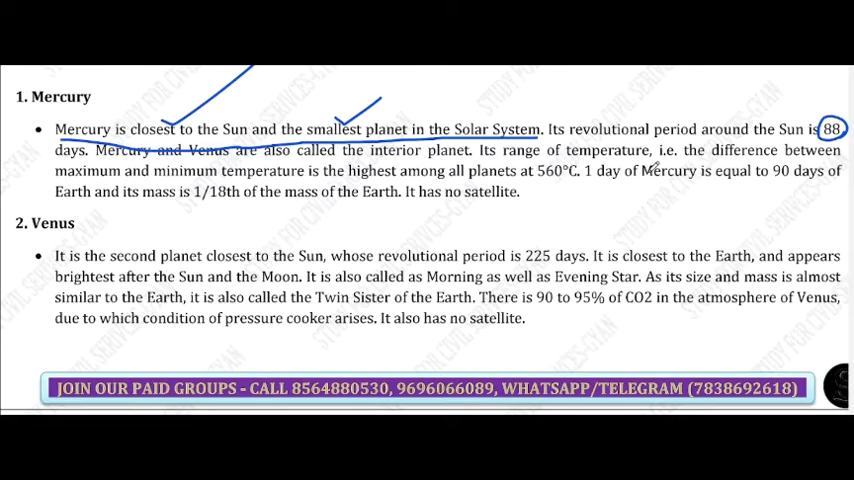 1. Mercury
• Mercury is closest to the Sun and the smallest planet in the Solar System. Its revolutional period around the Sun is 88
days. Mercury and Venus are also called the interior planet. Its range of temperature, i.e. the difference between
maximum and minimum temperature is the highest among all planets at 560°C. 1 day of Mercury is equal to 90 days of
Earth and its mass is 1/18th of the mass of the Earth. It has no satellite.
2. Venus
• It is the second planet closest to the Sun, whose revolutional period is 225 days. It is closest to the Earth, and appears
brightest after the Sun and the Moon. It is also called as Morning as well as Evening Star. As its size and mass is almost
similar to the Earth, it is also called the Twin Sister of the Earth. There is 90 to 95% of CO2 in the atmosphere of Venus,
due to which condition of pressure cooker arises. It also has no satellite.
JOIN OUR PAID GROUPS - CALL 8564880530, 9696066089, WHATSAPP/TELEGRAM (7838692618)